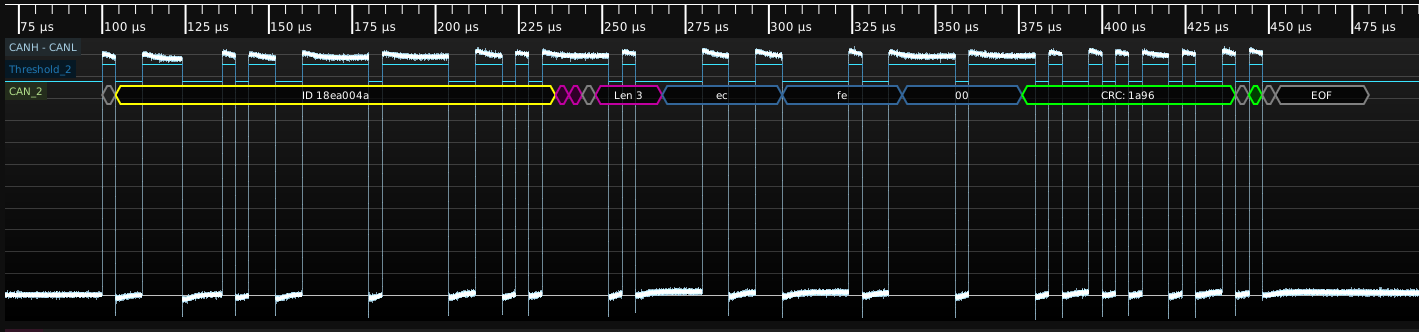 75 µs 100 µs 125 µs 150 µs 175 µs 200 µs 225 µs 250 µs 275 µs 300 µs 325 µs 350 µs 375 µs 400 µs 425 µs 450 µs 475 µs
CANH - CANL
Threshold_2
CAN_2 ID 18ea004a Len 3 ec fe 00 CRC: 1a96 EOF